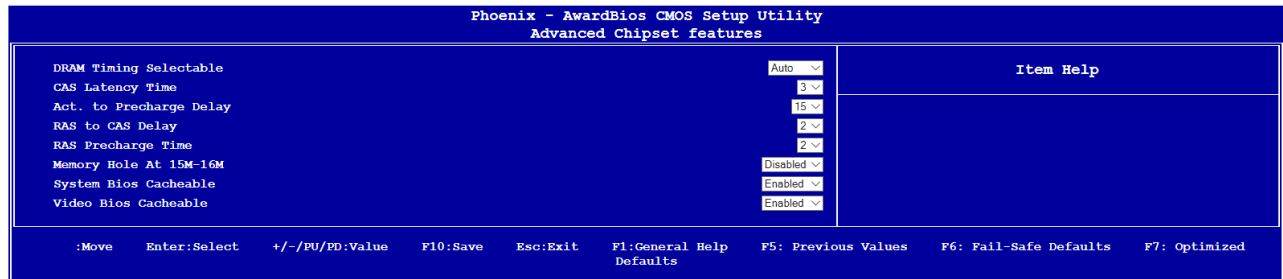 Phoenix - AwardBios CMOS Setup Utility
Advanced Chipset features
DRAM Timing Selectable Auto
CAS Latency Time 3
Act. to Precharge Delay 15
RAS to CAS Delay 2
RAS Precharge Time 2
Memory Hole At 15M-16M Disabled
System Bios Cacheable Enabled
Video Bios Cacheable Enabled
Item Help
:Move Enter:Select +/-/PU/PD:Value F10:Save Esc:Exit F1:General Help F5: Previous Values F6: Fail-Safe Defaults F7: Optimized
Defaults